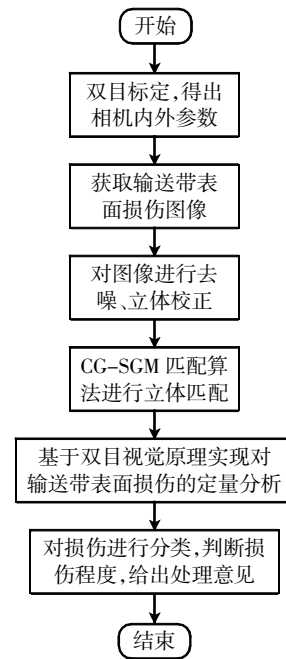 开始
双目标定,得出
相机内外参数
获取输送带表
面损伤图像
对图像进行去
噪、立体校正
CG-SGM 匹配算
法进行立体匹配
基于双目视觉原理实现对
输送带表面损伤的定量分析
对损伤进行分类,判断损
伤程度,给出处理意见
结束